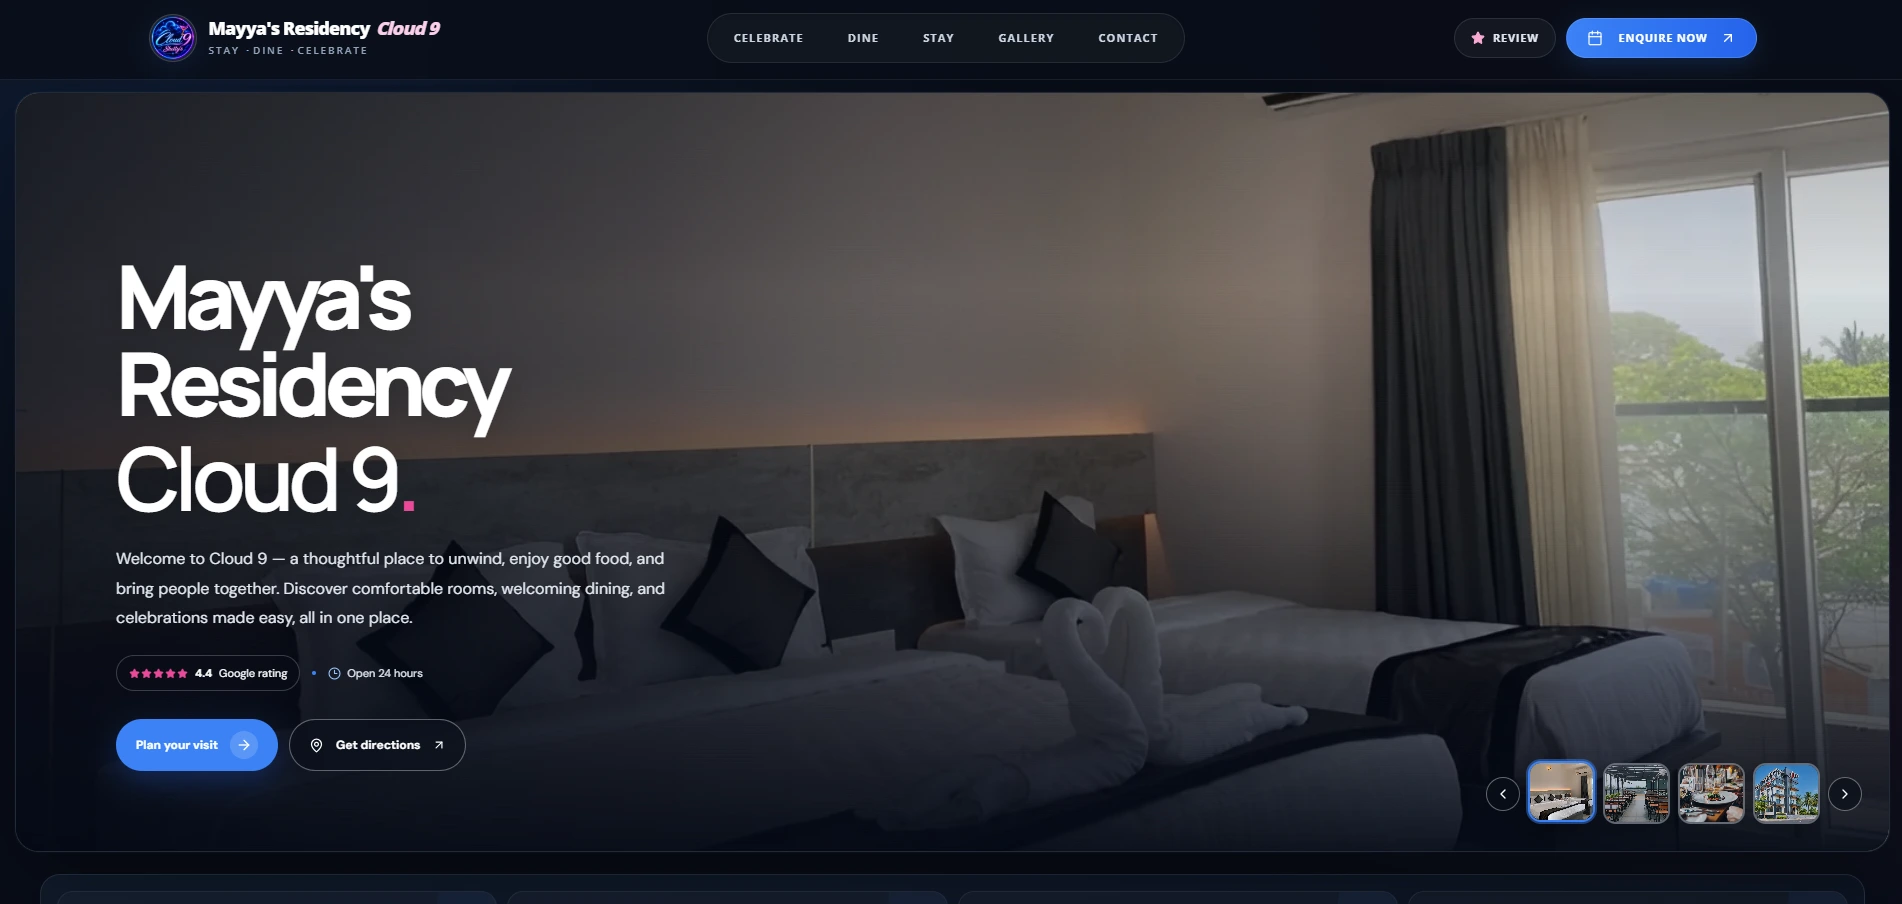 Mayya's Residency Cloud 9
STAY · DINE · CELEBRATE
CELEBRATE
DINE
STAY
GALLERY
CONTACT
REVIEW
ENQUIRE NOW
Mayya's
Residency
Cloud 9.
Welcome to Cloud 9 — a thoughtful place to unwind, enjoy good food, and
bring people together. Discover comfortable rooms, welcoming dining, and
celebrations made easy, all in one place.
4.4 Google rating
Open 24 hours
Plan your visit
Get directions